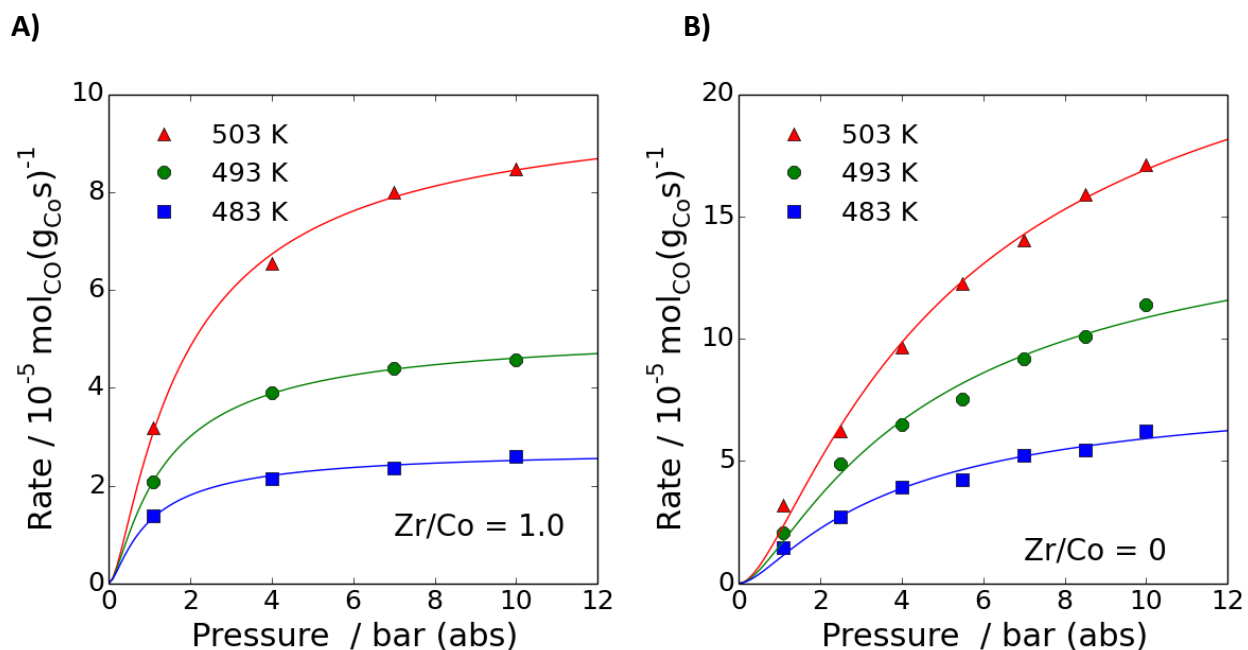 A)
B)
10
8
6
4
2
0
Rate / 10⁻⁵ mol_CO(g_Co s)⁻¹
503 K
493 K
483 K
Zr/Co = 1.0
0 2 4 6 8 10 12
Pressure / bar (abs)
20
15
10
5
0
Rate / 10⁻⁵ mol_CO(g_Co s)⁻¹
503 K
493 K
483 K
Zr/Co = 0
0 2 4 6 8 10 12
Pressure / bar (abs)